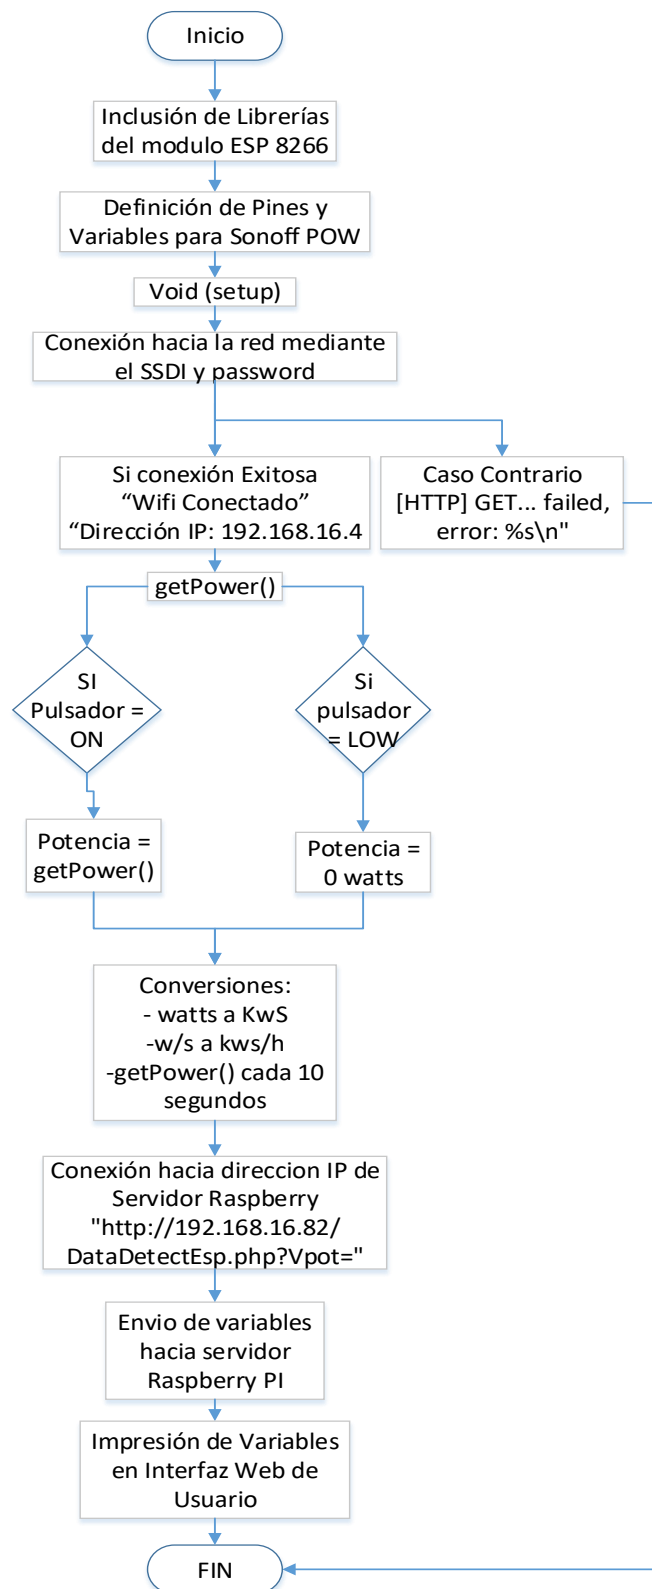 Inicio
Inclusión de Librerías
del modulo ESP 8266
Definición de Pines y
Variables para Sonoff POW
Void (setup)
Conexión hacia la red mediante
el SSDI y password
Si conexión Exitosa
“Wifi Conectado”
“Dirección IP: 192.168.16.4
Caso Contrario
[HTTP] GET... failed,
error: %s\n"
getPower()
SI
Pulsador =
ON
Si
pulsador
= LOW
Potencia =
getPower()
Potencia =
0 watts
Conversiones:
- watts a KwS
-w/s a kws/h
-getPower() cada 10
segundos
Conexión hacia direccion IP de
Servidor Raspberry
"http://192.168.16.82/
DataDetectEsp.php?Vpot="
Envio de variables
hacia servidor
Raspberry PI
Impresión de Variables
en Interfaz Web de
Usuario
FIN